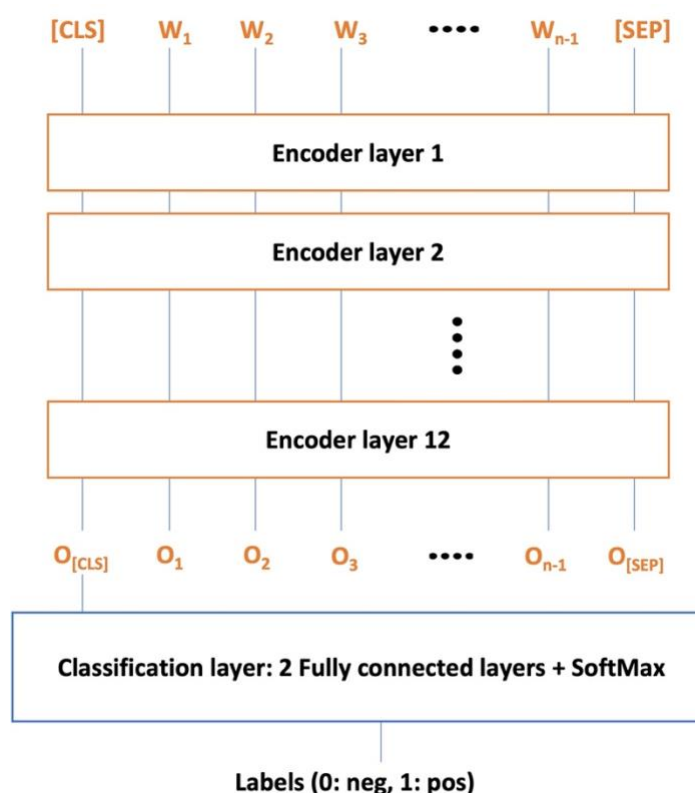 [CLS] W1 W2 W3 .... Wn-1 [SEP]
Encoder layer 1
Encoder layer 2
Encoder layer 12
O[CLS] O1 O2 O3 .... On-1 O[SEP]
Classification layer: 2 Fully connected layers + SoftMax
Labels (0: neg, 1: pos)